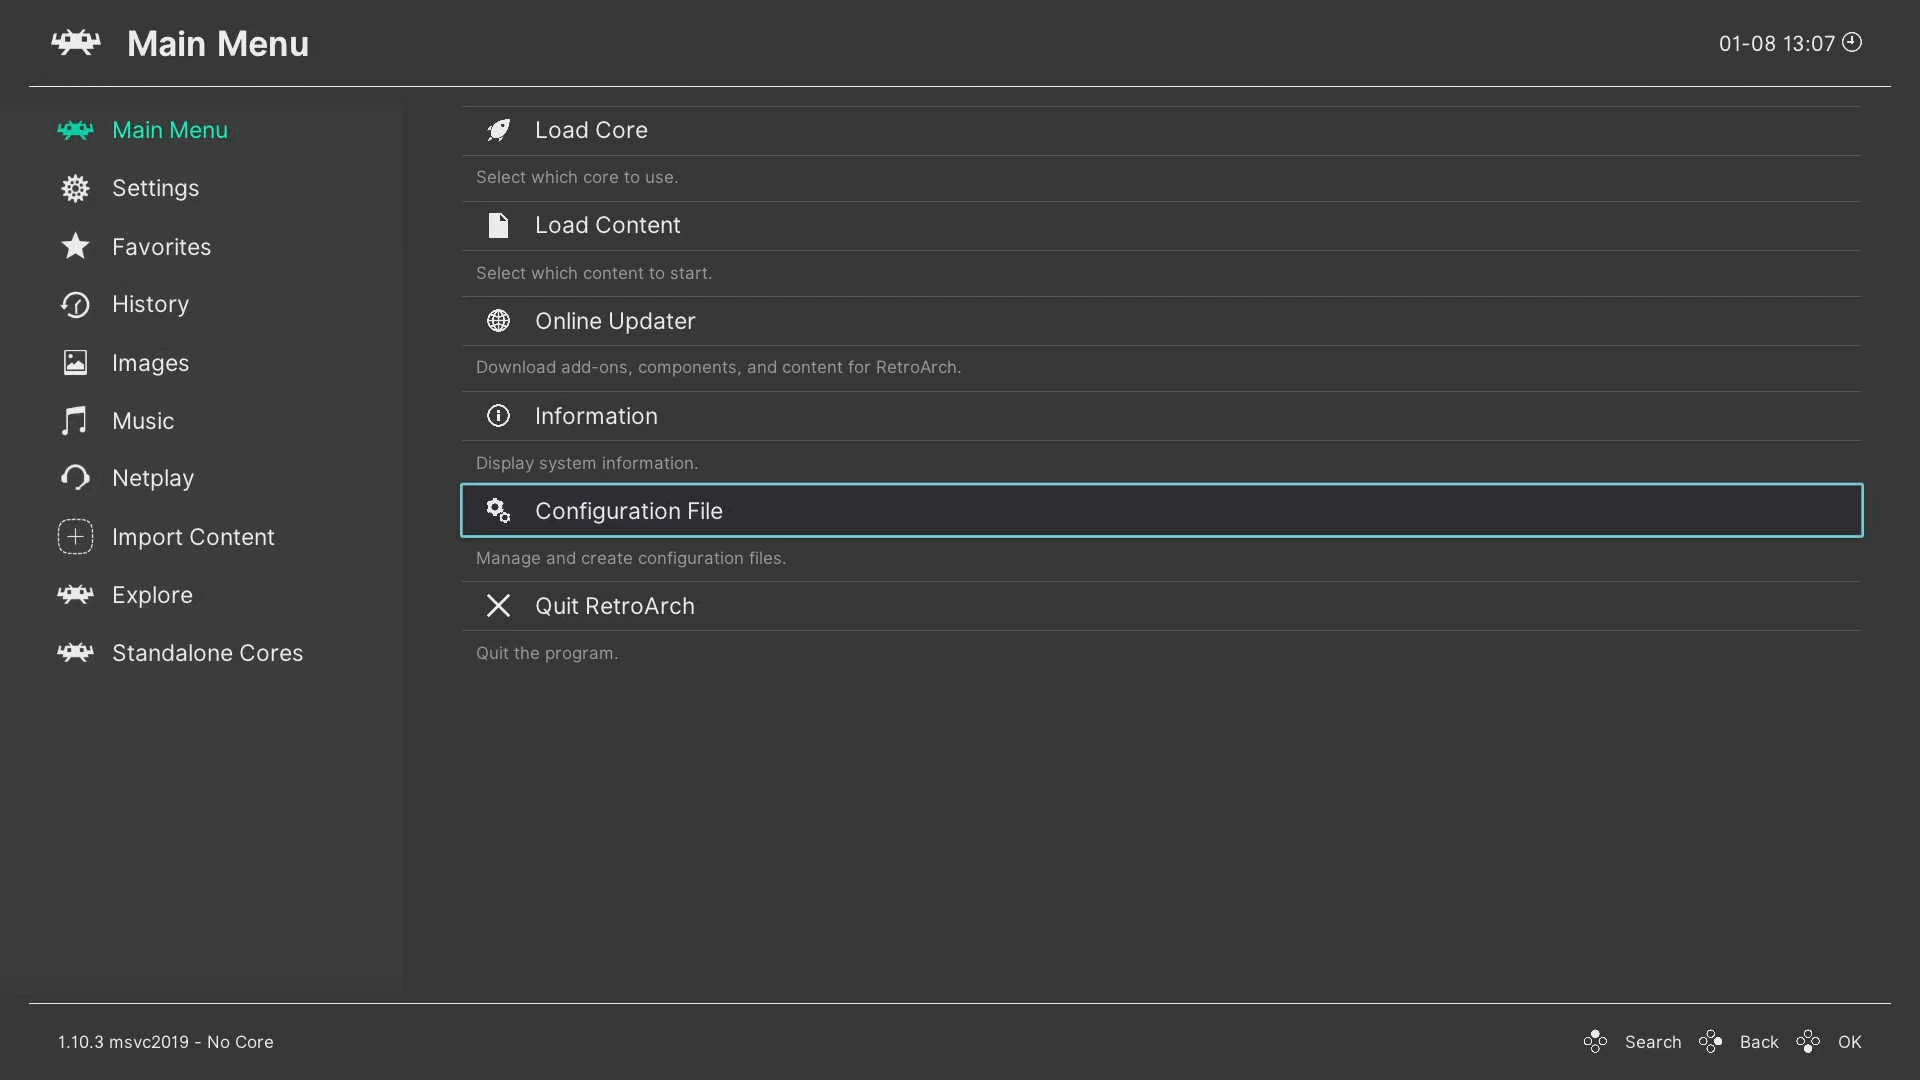 Main Menu
01-08 13:07
Main Menu
Settings
Favorites
History
Images
Music
Netplay
Import Content
Explore
Standalone Cores
Load Core
Select which core to use.
Load Content
Select which content to start.
Online Updater
Download add-ons, components, and content for RetroArch.
Information
Display system information.
Configuration File
Manage and create configuration files.
Quit RetroArch
Quit the program.
1.10.3 msvc2019 - No Core
Search Back OK